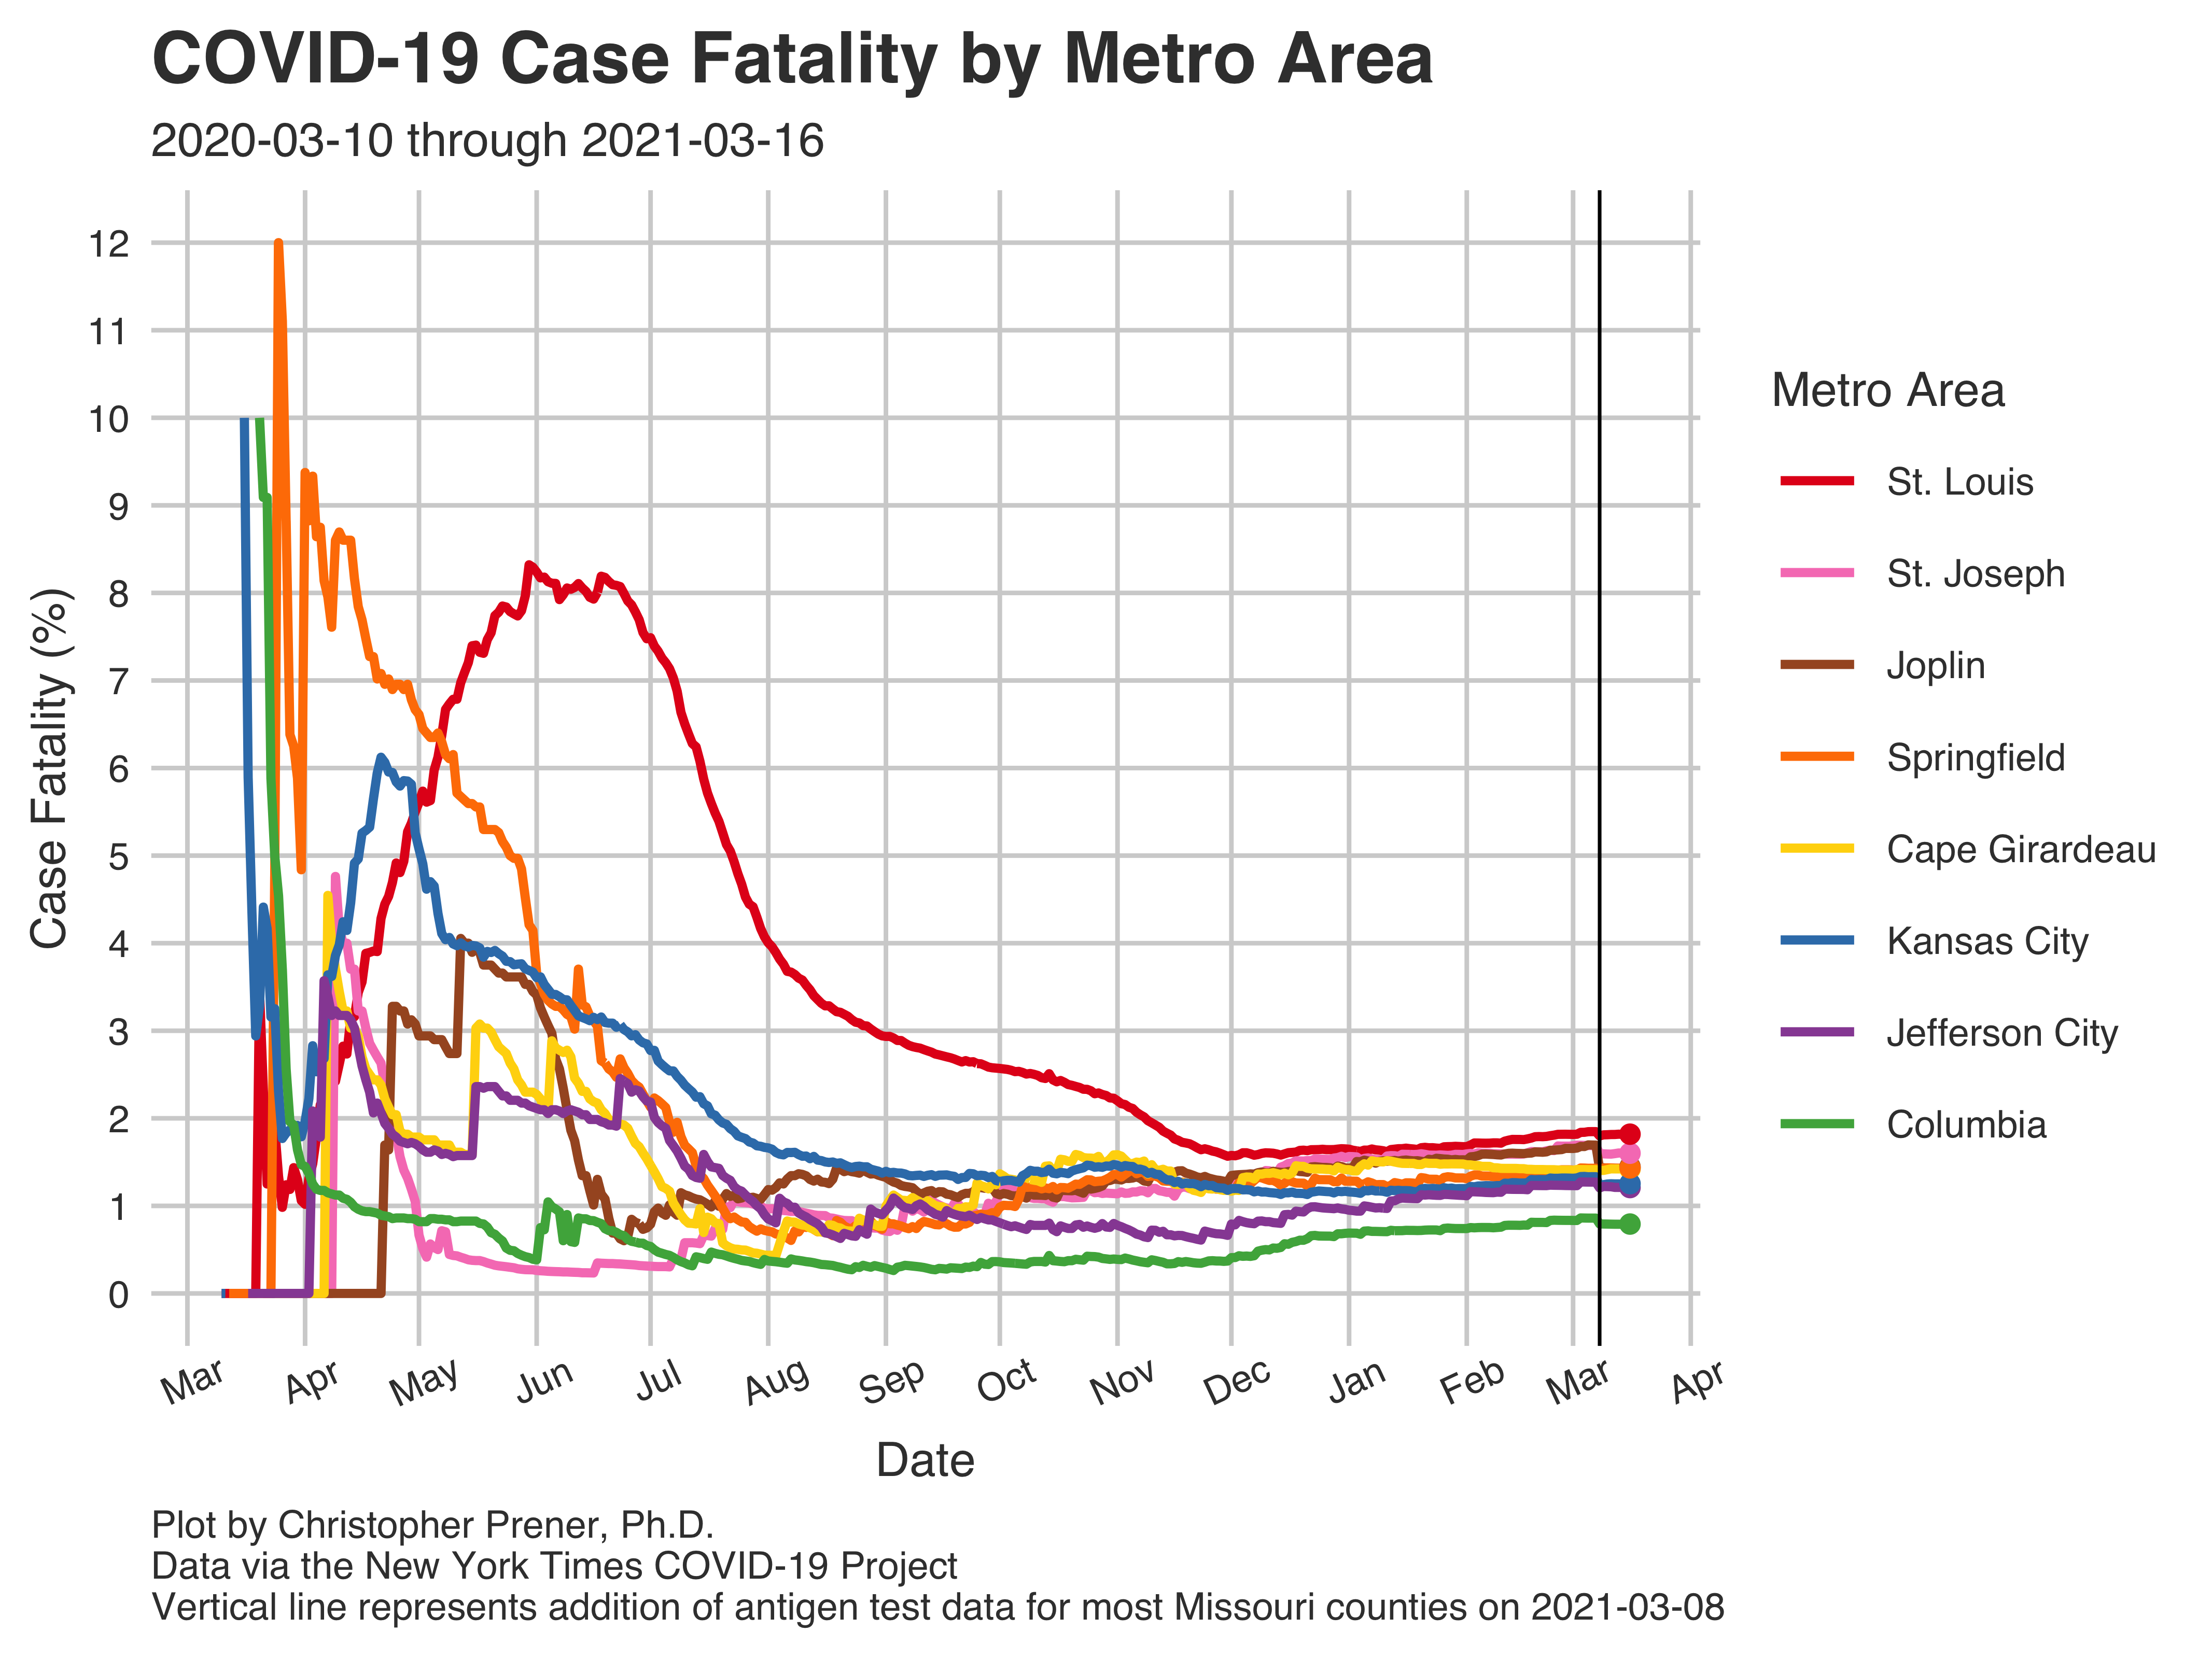 COVID-19 Case Fatality by Metro Area
2020-03-10 through 2021-03-16
Case Fatality (%)
12
11
10
9
8
7
6
5
4
3
2
1
0
Mar Apr May Jun Jul Aug Sep Oct Nov Dec Jan Feb Mar Apr
Date
Metro Area
St. Louis
St. Joseph
Joplin
Springfield
Cape Girardeau
Kansas City
Jefferson City
Columbia
Plot by Christopher Prener, Ph.D.
Data via the New York Times COVID-19 Project
Vertical line represents addition of antigen test data for most Missouri counties on 2021-03-08